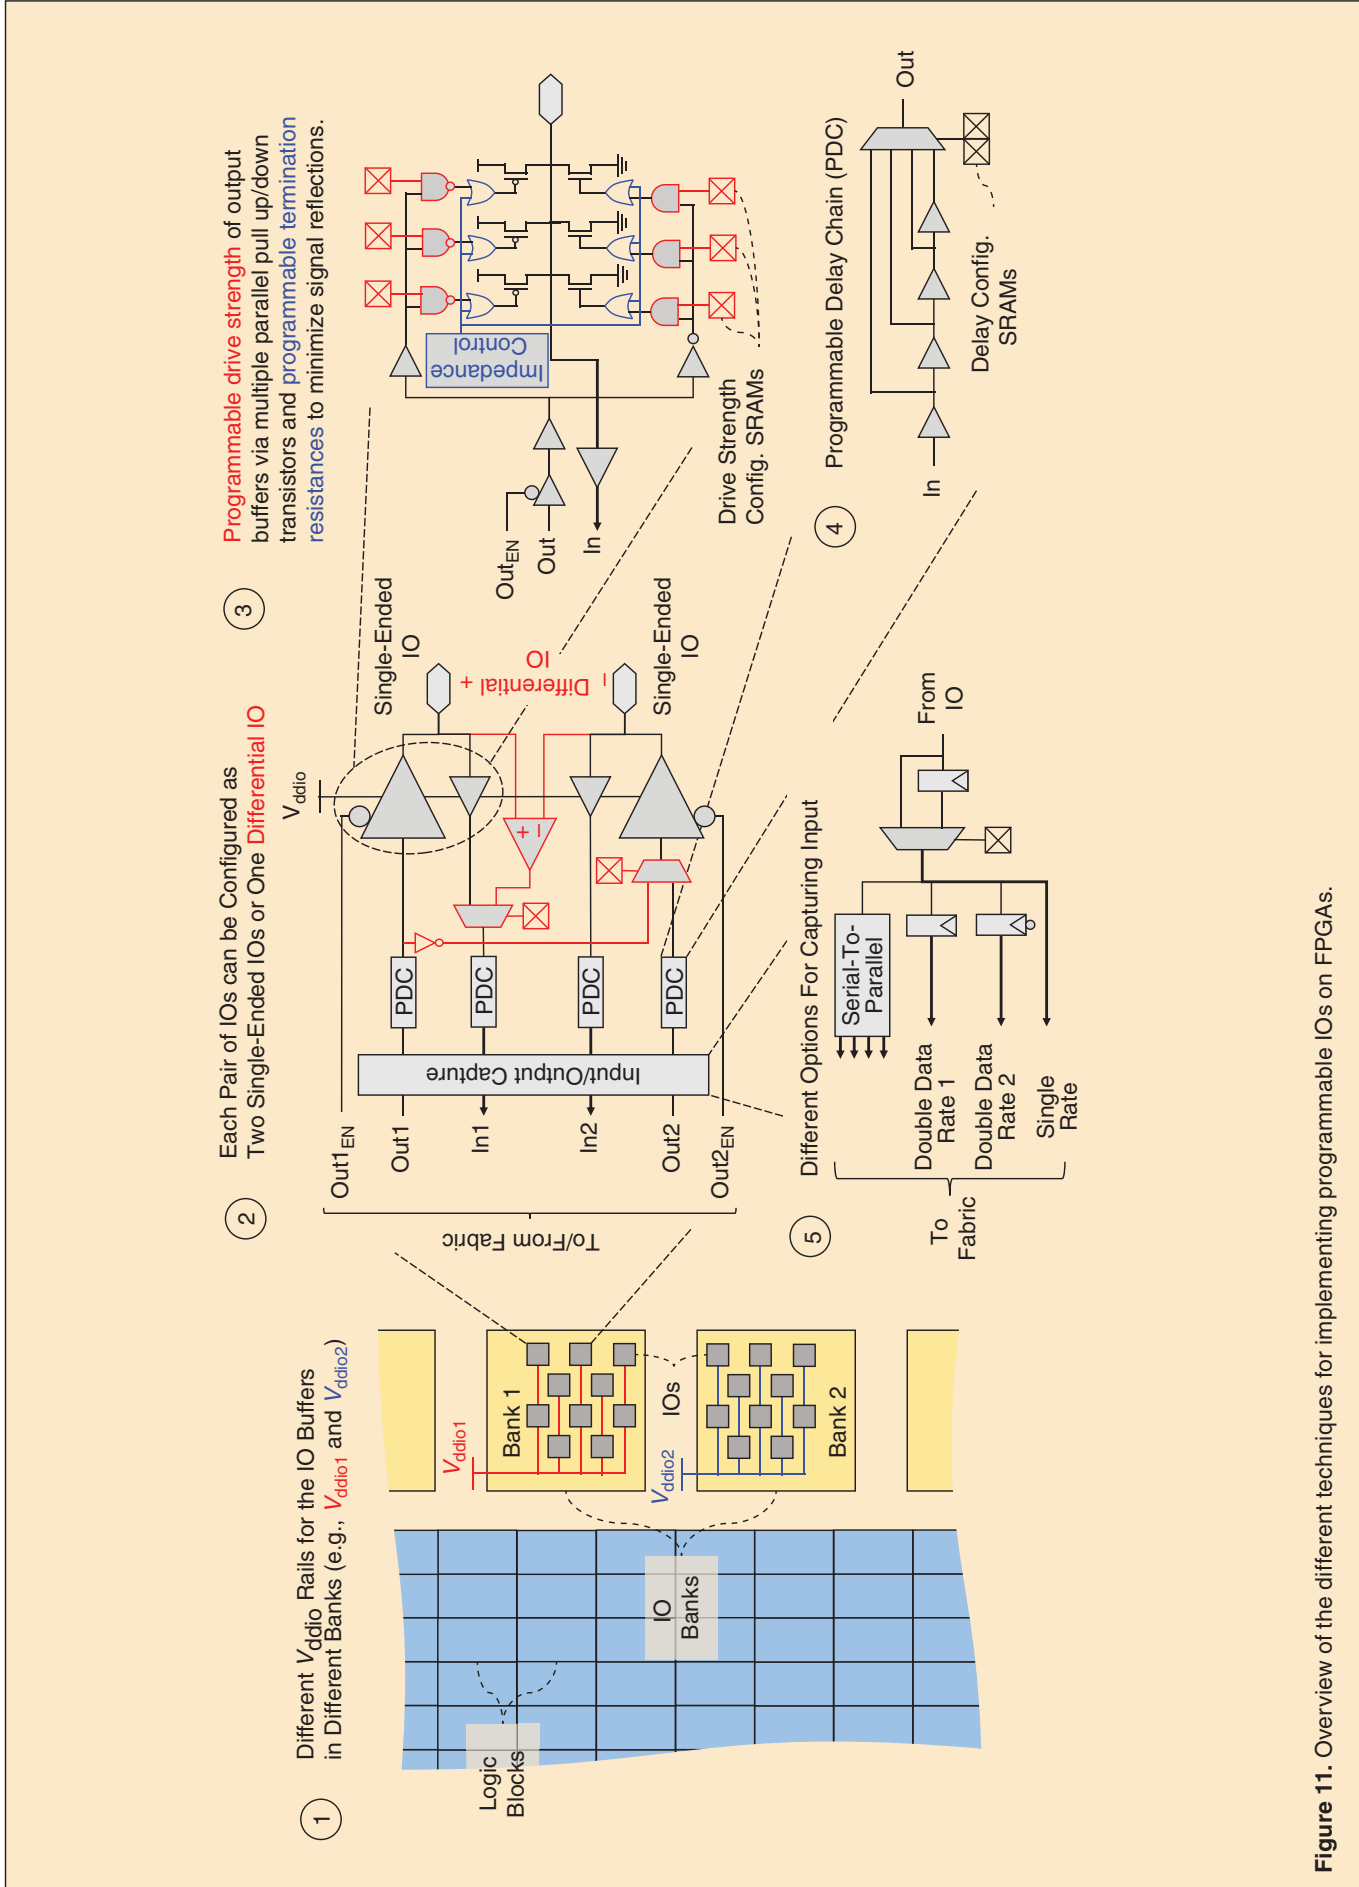 1
Different Vddio Rails for the IO Buffers
in Different Banks (e.g., Vddio1 and Vddio2)
Logic
Blocks
IO
Banks
Vddio1
Bank 1
IOs
Vddio2
Bank 2
2
Each Pair of IOs can be Configured as
Two Single-Ended IOs or One Differential IO
Vddio
Out1EN
Out1
In1
In2
Out2
Out2EN
To/From Fabric
Input/Output Capture
PDC
PDC
PDC
PDC
+
–
Single-Ended
IO
+
Differential
IO
–
Single-Ended
IO
3
Programmable drive strength of output
buffers via multiple parallel pull up/down
transistors and programmable termination
resistances to minimize signal reflections.
OutEN
Out
In
Impedance
Control
Drive Strength
Config. SRAMs
4
Programmable Delay Chain (PDC)
In
Out
Delay Config.
SRAMs
5
Different Options For Capturing Input
To
Fabric
Serial-To-
Parallel
Double Data
Rate 1
Double Data
Rate 2
Single
Rate
From
IO
Figure 11. Overview of the different techniques for implementing programmable IOs on FPGAs.